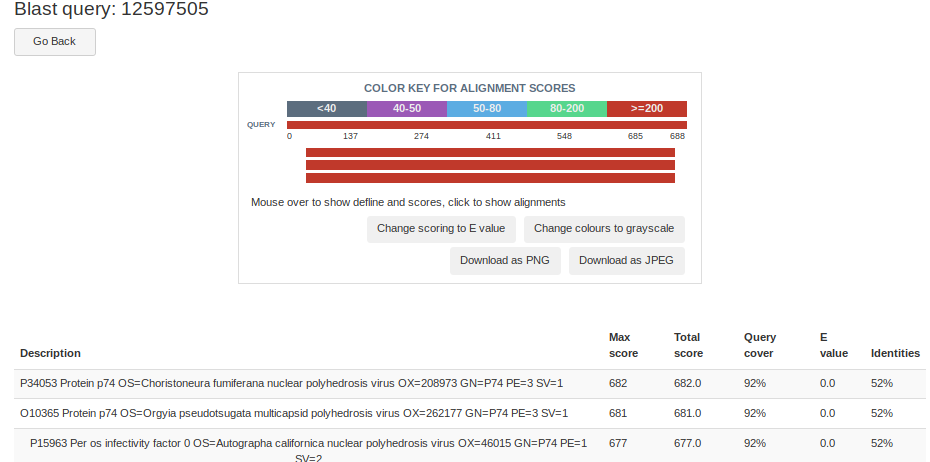 Blast query: 12597505
Go Back
COLOR KEY FOR ALIGNMENT SCORES
<40 40-50 50-80 80-200 >=200
QUERY
0 137 274 411 548 685 688
Mouse over to show defline and scores, click to show alignments
Change scoring to E value Change colours to grayscale
Download as PNG Download as JPEG
Max Total Query E
Description score score cover value Identities
P34053 Protein p74 OS=Choristoneura fumiferana nuclear polyhedrosis virus OX=208973 GN=P74 PE=3 SV=1 682 682.0 92% 0.0 52%
O10365 Protein p74 OS=Orgyia pseudotsugata multicapsid polyhedrosis virus OX=262177 GN=P74 PE=3 SV=1 681 681.0 92% 0.0 52%
P15963 Per os infectivity factor 0 OS=Autographa californica nuclear polyhedrosis virus OX=46015 GN=P74 PE=1 677 677.0 92% 0.0 52%
SV=2